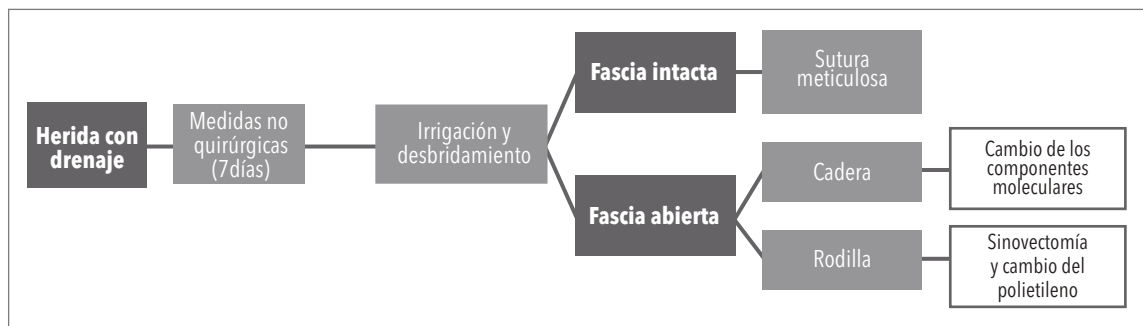 Herida con
drenaje
Medidas no
quirúrgicas
(7días)
Irrigación y
desbridamiento
Fascia intacta
Sutura
meticulosa
Fascia abierta
Cadera
Cambio de los
componentes
moleculares
Rodilla
Sinovectomía
y cambio del
polietileno